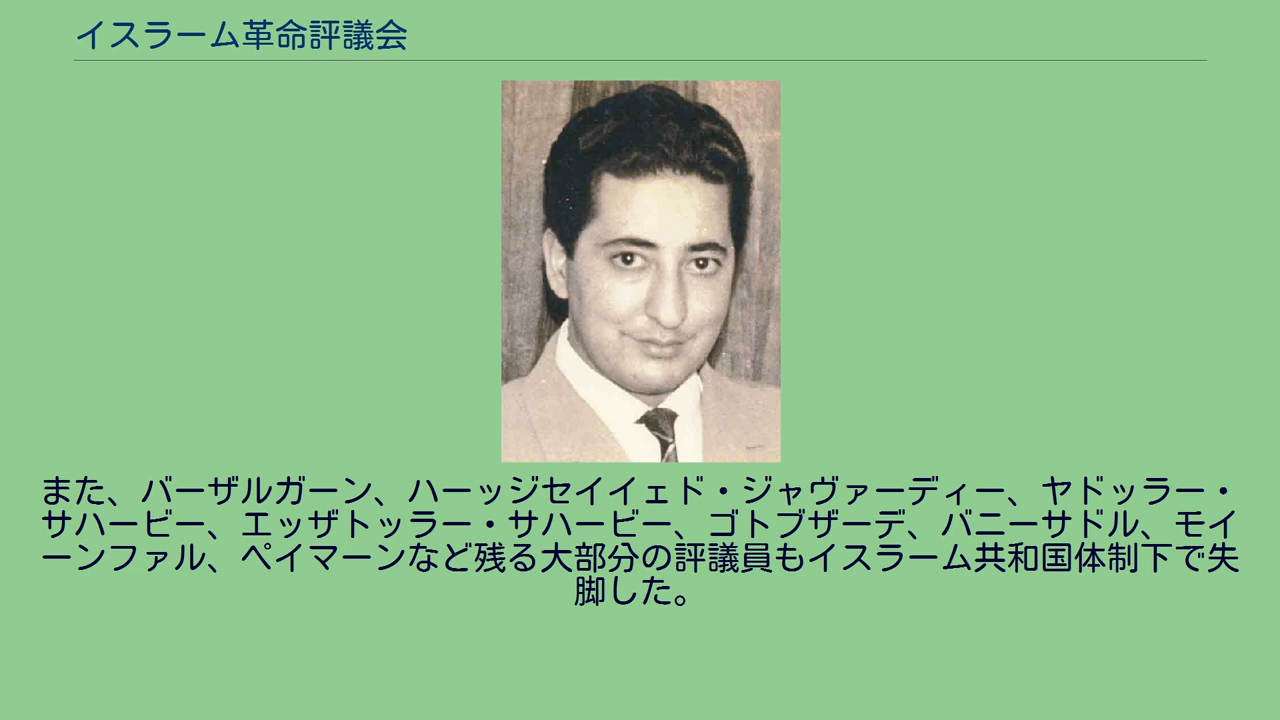 イスラーム革命評議会
また、バーザルガーン、ハーッジセイイェド・ジャヴァーディー、ヤドッラー・
サハービー、エッザトッラー・サハービー、ゴトブザーデ、バニーサドル、モイ
ーンファル、ペイマーンなど残る大部分の評議員もイスラーム共和国体制下で失
脚した。